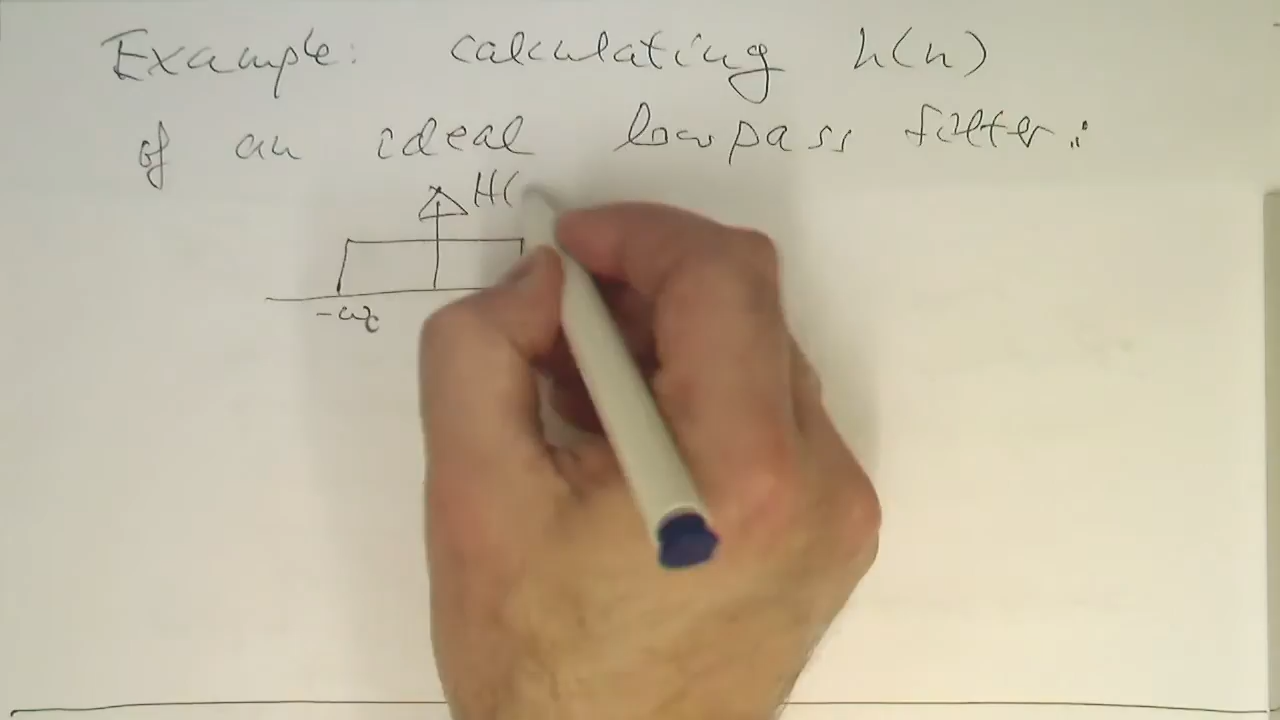 Example: calculating h(n)
of an ideal lowpass filter:
H(
-ωc